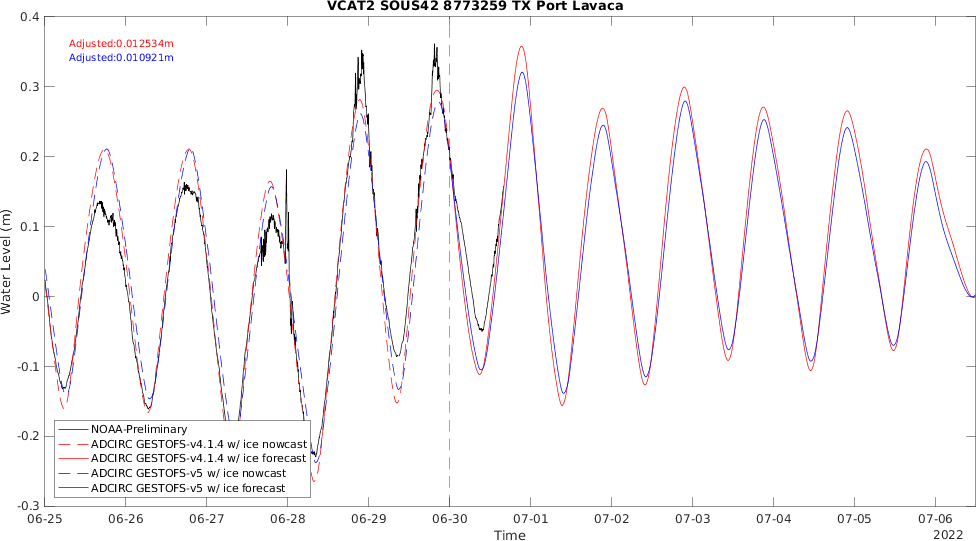 VCAT2 SOUS42 8773259 TX Port Lavaca
Adjusted:0.012534m
Adjusted:0.010921m
Water Level (m)
0.4
0.3
0.2
0.1
0
-0.1
-0.2
-0.3
NOAA-Preliminary
ADCIRC GESTOFS-v4.1.4 w/ ice nowcast
ADCIRC GESTOFS-v4.1.4 w/ ice forecast
ADCIRC GESTOFS-v5 w/ ice nowcast
ADCIRC GESTOFS-v5 w/ ice forecast
06-25 06-26 06-27 06-28 06-29 06-30 07-01 07-02 07-03 07-04 07-05 07-06
Time
2022